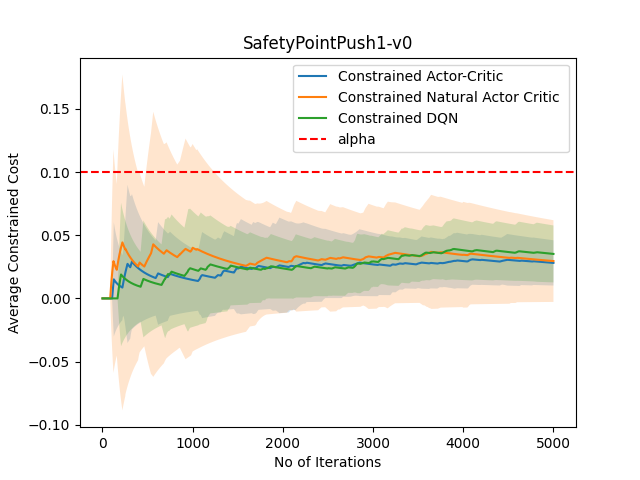 SafetyPointPush1-v0
Constrained Actor-Critic
Constrained Natural Actor Critic
Constrained DQN
alpha
Average Constrained Cost
0.15
0.10
0.05
0.00
−0.05
−0.10
0 1000 2000 3000 4000 5000
No of Iterations